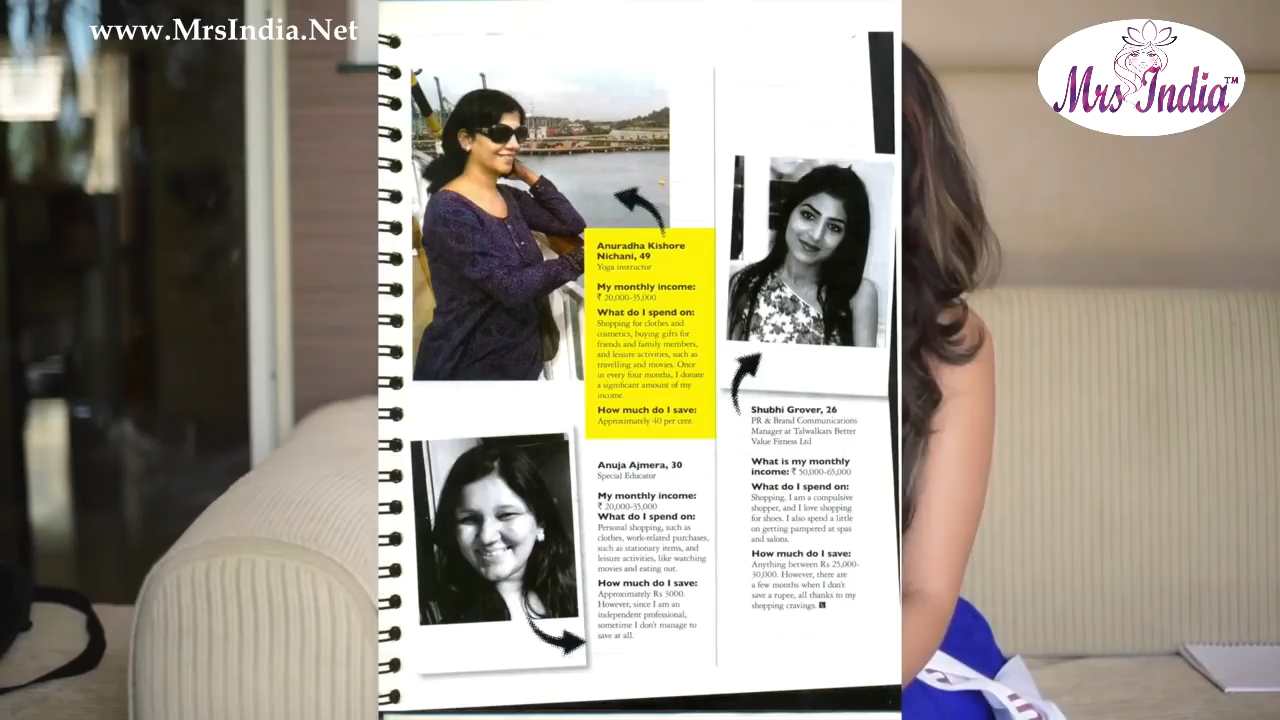 www.MrsIndia.Net
Mrs India™
Anuradha Kishore
Nichani, 49
Yoga instructor
My monthly income:
₹ 20,000-35,000
What do I spend on:
Shopping for clothes and
cosmetics, buying gifts for
friends and family members,
and leisure activities, such as
travelling and movies. Once
in every four months, I donate
a significant amount of my
income.
How much do I save:
Approximately 40 per cent.
Anuja Ajmera, 30
Special Educator
My monthly income:
₹ 20,000-35,000
What do I spend on:
Personal shopping, such as
clothes, work-related purchases,
such as stationary items, and
leisure activities, like watching
movies and eating out.
How much do I save:
Approximately Rs 3000.
However, since I am an
independent professional,
sometime I don't manage to
save at all.
Shubhi Grover, 26
PR & Brand Communications
Manager at Talwalkars Better
Value Fitness Ltd
What is my monthly
income: ₹ 50,000-65,000
What do I spend on:
Shopping. I am a compulsive
shopper, and I love shopping
for shoes. I also spend a little
on getting pampered at spas
and salons.
How much do I save:
Anything between Rs 25,000-
30,000. However, there are
a few months when I don't
save a rupee, all thanks to my
shopping cravings.